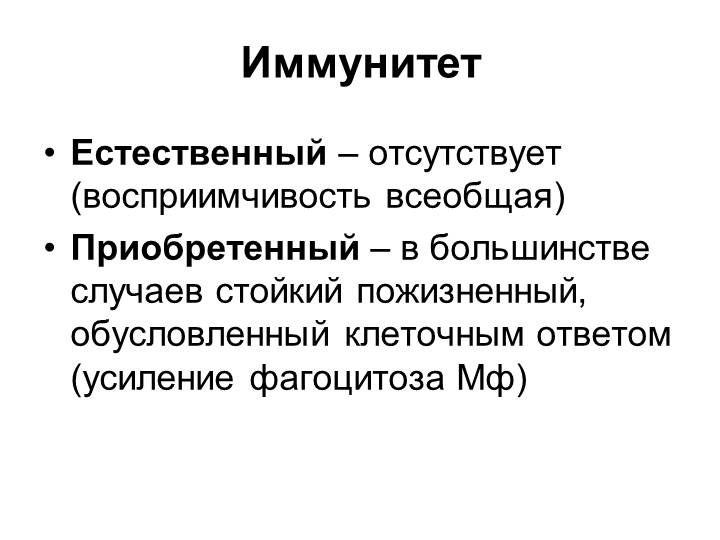 Иммунитет
• Естественный – отсутствует
(восприимчивость всеобщая)
• Приобретенный – в большинстве
случаев стойкий пожизненный,
обусловленный клеточным ответом
(усиление фагоцитоза Мф)